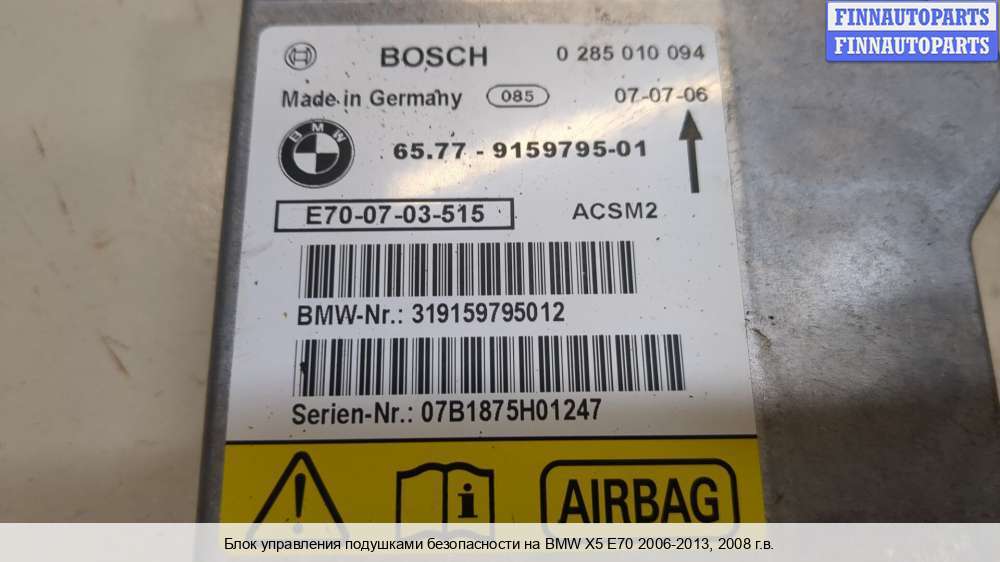 FINNAUTOPARTS
FINNAUTOPARTS
BOSCH 0 285 010 094
Made in Germany 085 07-07-06
BMW
65.77 - 9159795-01
E70-07-03-515 ACSM2
BMW-Nr.: 319159795012
Serien-Nr.: 07B1875H01247
i
AIRBAG
Блок управления подушками безопасности на BMW X5 E70 2006-2013, 2008 г.в.